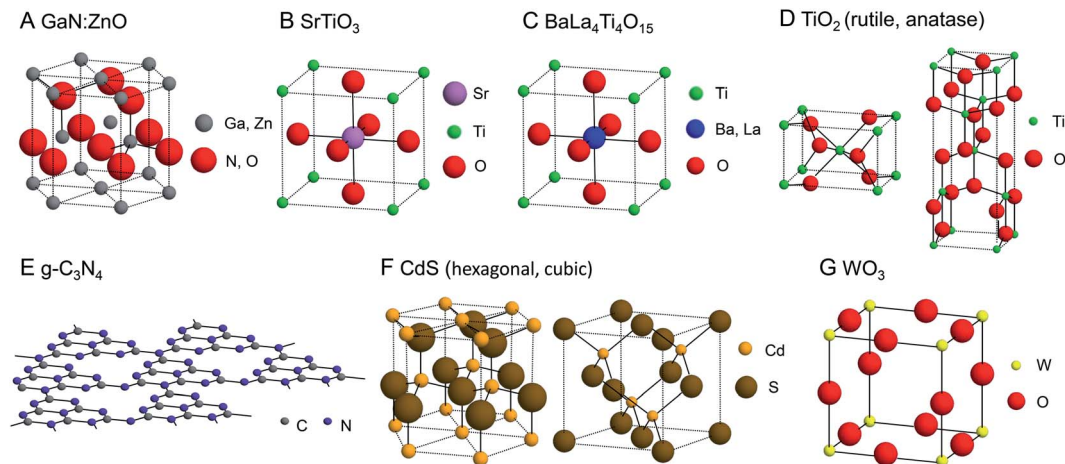 A GaN:ZnO
Ga, Zn
N, O
B SrTiO₃
Sr
Ti
O
C BaLa₄Ti₄O₁₅
Ti
Ba, La
O
D TiO₂ (rutile, anatase)
Ti
O
E g-C₃N₄
C N
F CdS (hexagonal, cubic)
Cd
S
G WO₃
W
O